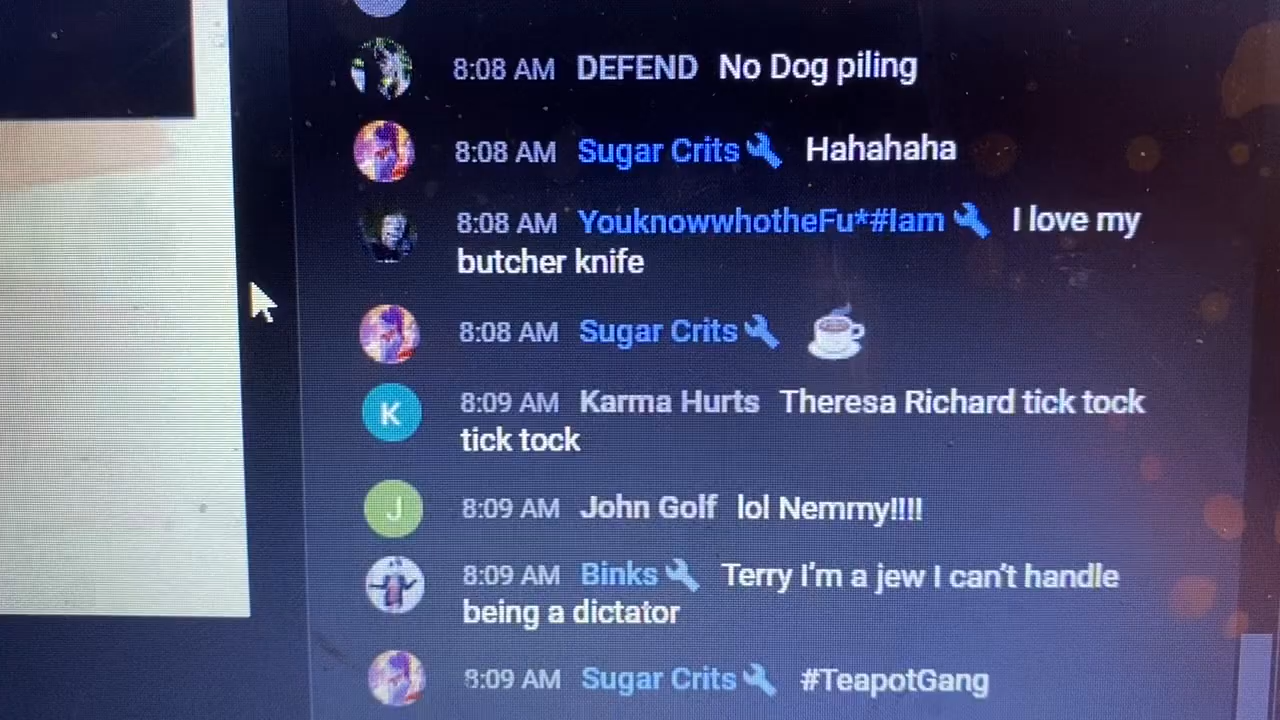 8:08 AM DEFEND No Dog piling
8:08 AM Sugar Crits Hahahaha
8:08 AM YouknowwhotheFu*#Iam I love my
butcher knife
8:08 AM Sugar Crits
K 8:09 AM Karma Hurts Theresa Richard tick tock
tick tock
J 8:09 AM John Golf lol Nemmy!!!!
8:09 AM Binks Terry I'm a jew I can't handle
being a dictator
8:09 AM Sugar Crits #TeapotGang